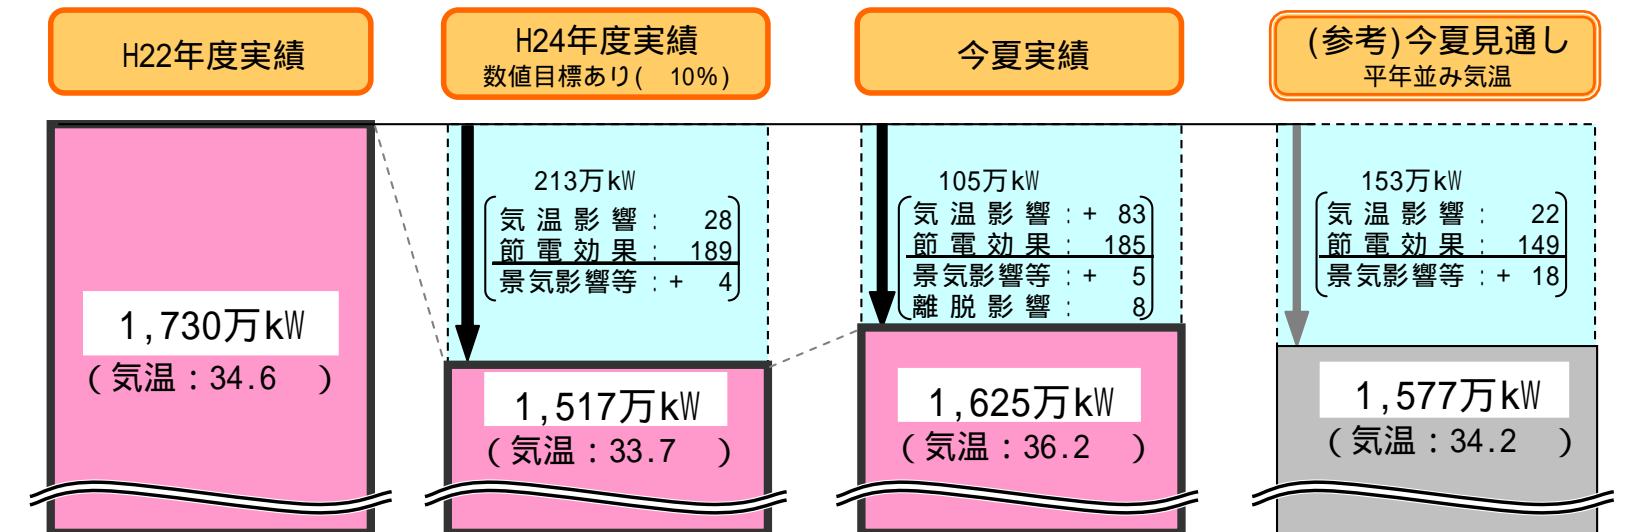 H22年度実績
H24年度実績
数値目標あり(　10%)
今夏実績
(参考)今夏見通し
平年並み気温
213万kW
気温影響：　28
節電効果：　189
景気影響等：+　4
105万kW
気温影響：+　83
節電効果：　185
景気影響等：+　5
離脱影響：　8
153万kW
気温影響：　22
節電効果：　149
景気影響等：+　18
1,730万kW
(気温：34.6　)
1,517万kW
(気温：33.7　)
1,625万kW
(気温：36.2　)
1,577万kW
(気温：34.2　)